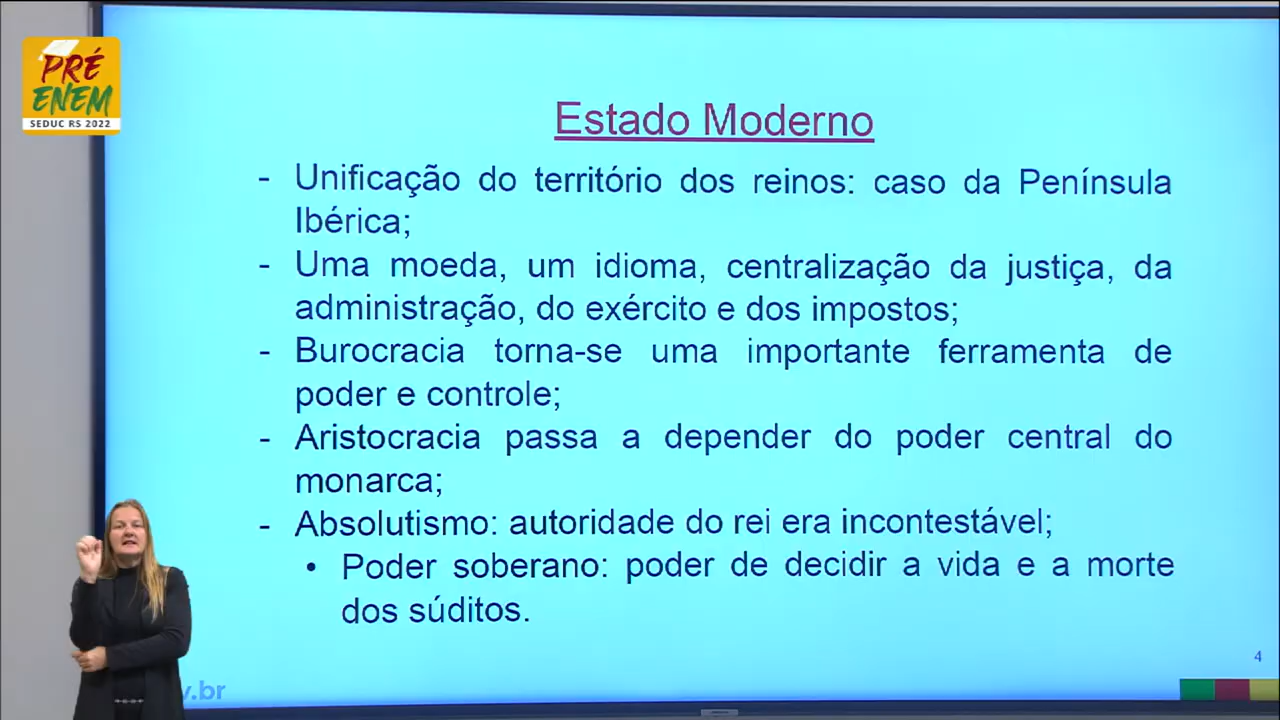 PRÉ
ENEM
SEDUC RS 2022
Estado Moderno
- Unificação do território dos reinos: caso da Península
Ibérica;
- Uma moeda, um idioma, centralização da justiça, da
administração, do exército e dos impostos;
- Burocracia torna-se uma importante ferramenta de
poder e controle;
- Aristocracia passa a depender do poder central do
monarca;
- Absolutismo: autoridade do rei era incontestável;
• Poder soberano: poder de decidir a vida e a morte
dos súditos.
4
v.br